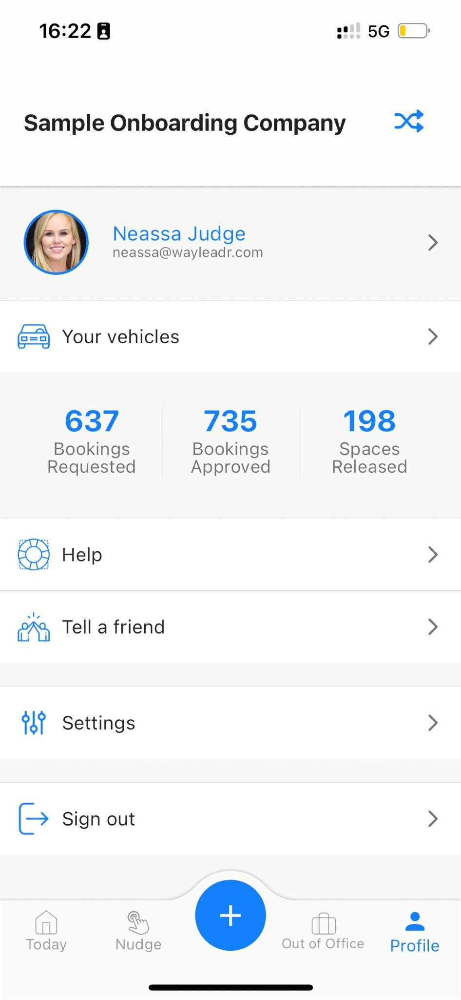 16:22
5G
Sample Onboarding Company
Neassa Judge
neassa@wayleadr.com
Your vehicles
637
Bookings
Requested
735
Bookings
Approved
198
Spaces
Released
Help
Tell a friend
Settings
Sign out
+
Today
Nudge
Out of Office
Profile